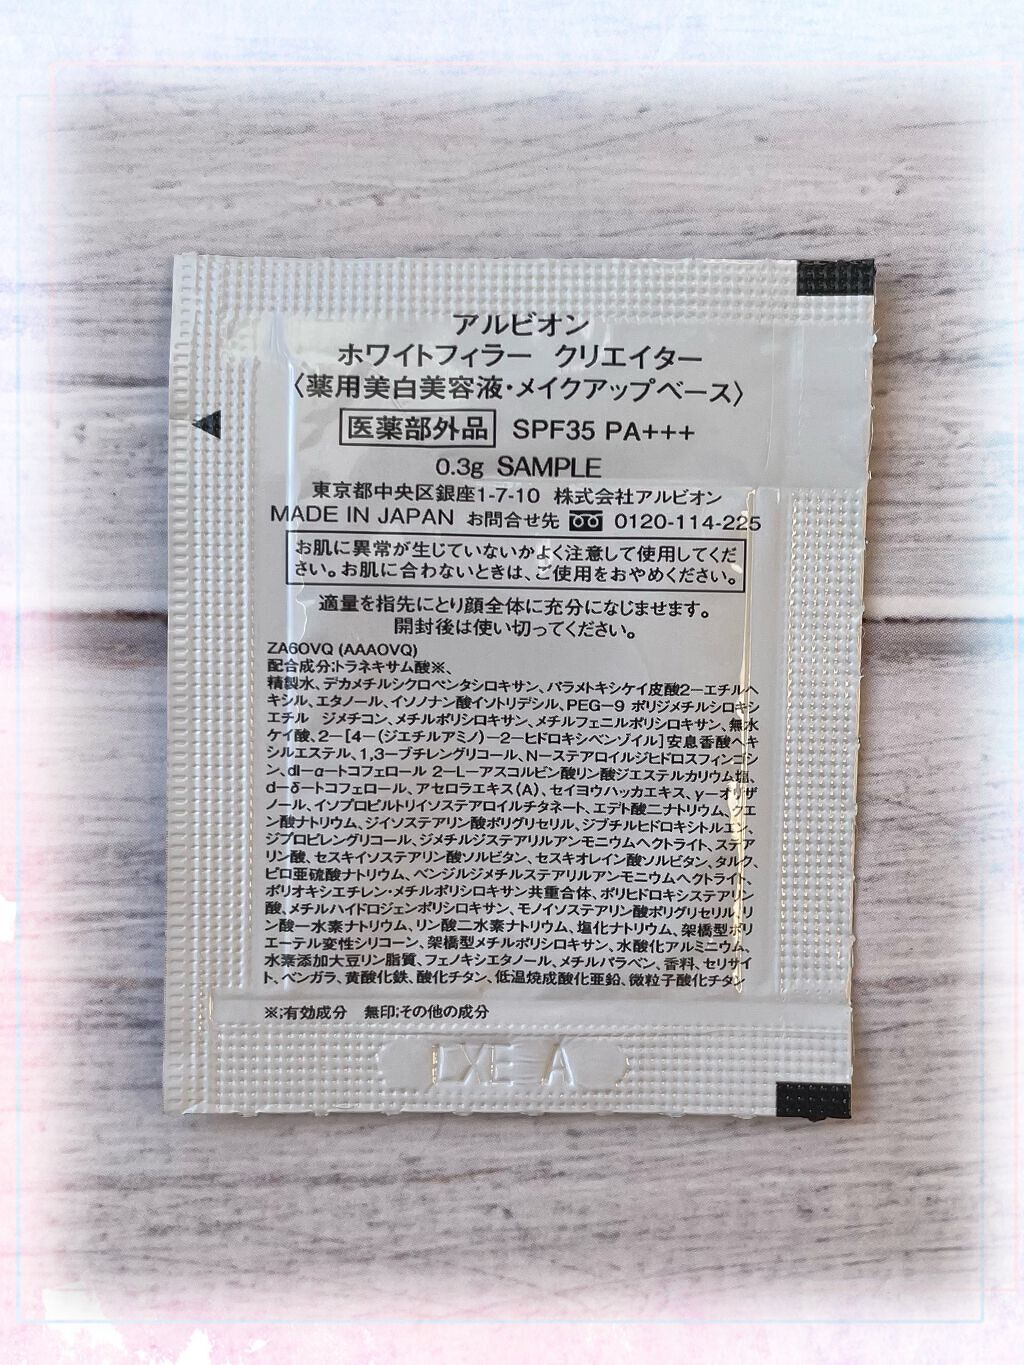 アルビオン
ホワイトフィラー クリエイター
〈薬用美白美容液・メイクアップベース〉
医薬部外品 SPF35 PA+++
0.3g SAMPLE
東京都中央区銀座1-7-10 株式会社アルビオン
MADE IN JAPAN お問合せ先 0120-114-225
お肌に異常が生じていないかよく注意して使用してくだ
さい。お肌に合わないときは、ご使用をおやめください。
適量を指先にとり顔全体に充分になじませます。
開封後は使い切ってください。
ZA60VQ (AAA0VQ)
配合成分;トラネキサム酸※、
精製水、デカメチルシクロペンタシロキサン、パラメトキシケイ皮酸2－エチルヘ
キシル、エタノール、イソノナン酸イソトリデシル、PEG－9 ポリジメチルシロキシ
エチル ジメチコン、メチルポリシロキサン、メチルフェニルポリシロキサン、無水
ケイ酸、2－[4－(ジエチルアミノ)－2－ヒドロキシベンゾイル]安息香酸ヘキ
シルエステル、1,3－ブチレングリコール、N－ステアロイルジヒドロスフィンゴシ
ン、dl－α－トコフェロール 2－L－アスコルビン酸リン酸ジエステルカリウム塩、
d－δ－トコフェロール、アセロラエキス(A)、セイヨウハッカエキス、γ－オリザ
ノール、イソプロピルトリイソステアロイルチタネート、エデト酸二ナトリウム、クエ
ン酸ナトリウム、ジイソステアリン酸ポリグリセリル、ジブチルヒドロキシトルエン、
ジプロピレングリコール、ジメチルジステアリルアンモニウムヘクトライト、ステア
リン酸、セスキイソステアリン酸ソルビタン、セスキオレイン酸ソルビタン、タルク、
ピロ亜硫酸ナトリウム、ベンジルジメチルステアリルアンモニウムヘクトライト、
ポリオキシエチレン・メチルポリシロキサン共重合体、ポリヒドロキシステアリン
酸、メチルハイドロジェンポリシロキサン、モノイソステアリン酸ポリグリセリル、リ
ン酸一水素ナトリウム、リン酸二水素ナトリウム、塩化ナトリウム、架橋型ポリ
エーテル変性シリコーン、架橋型メチルポリシロキサン、水酸化アルミニウム、
水素添加大豆リン脂質、フェノキシエタノール、メチルパラベン、香料、セリサイ
ト、ベンガラ、黄酸化鉄、酸化チタン、低温焼成酸化亜鉛、微粒子酸化チタン
※;有効成分 無印;その他の成分